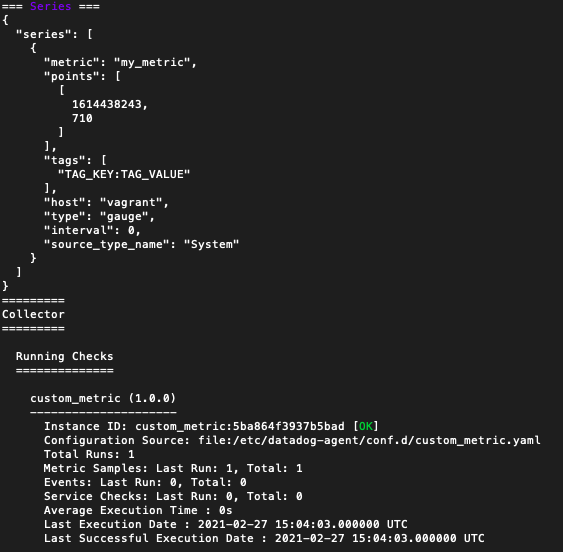 === Series ===
{
  "series": [
    {
      "metric": "my_metric",
      "points": [
        [
          1614438243,
          710
        ]
      ],
      "tags": [
        "TAG_KEY:TAG_VALUE"
      ],
      "host": "vagrant",
      "type": "gauge",
      "interval": 0,
      "source_type_name": "System"
    }
  ]
}
=========
Collector
=========

  Running Checks
  ==============

    custom_metric (1.0.0)
    ---------------------
      Instance ID: custom_metric:5ba864f3937b5bad [OK]
      Configuration Source: file:/etc/datadog-agent/conf.d/custom_metric.yaml
      Total Runs: 1
      Metric Samples: Last Run: 1, Total: 1
      Events: Last Run: 0, Total: 0
      Service Checks: Last Run: 0, Total: 0
      Average Execution Time : 0s
      Last Execution Date : 2021-02-27 15:04:03.000000 UTC
      Last Successful Execution Date : 2021-02-27 15:04:03.000000 UTC